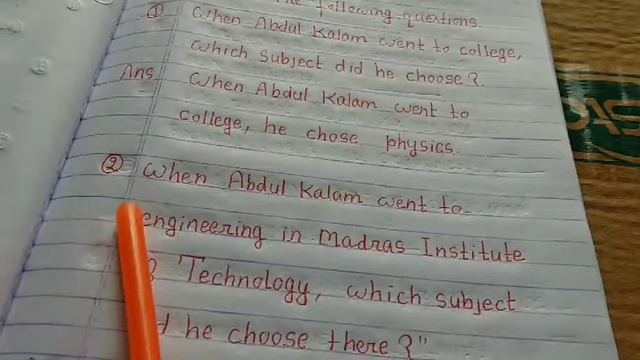 the following questions.
① When Abdul Kalam went to college,
which subject did he choose?
Ans When Abdul Kalam went to
college, he chose physics.
② When Abdul Kalam went to
engineering in Madras Institute
Technology, which subject
he choose there?"